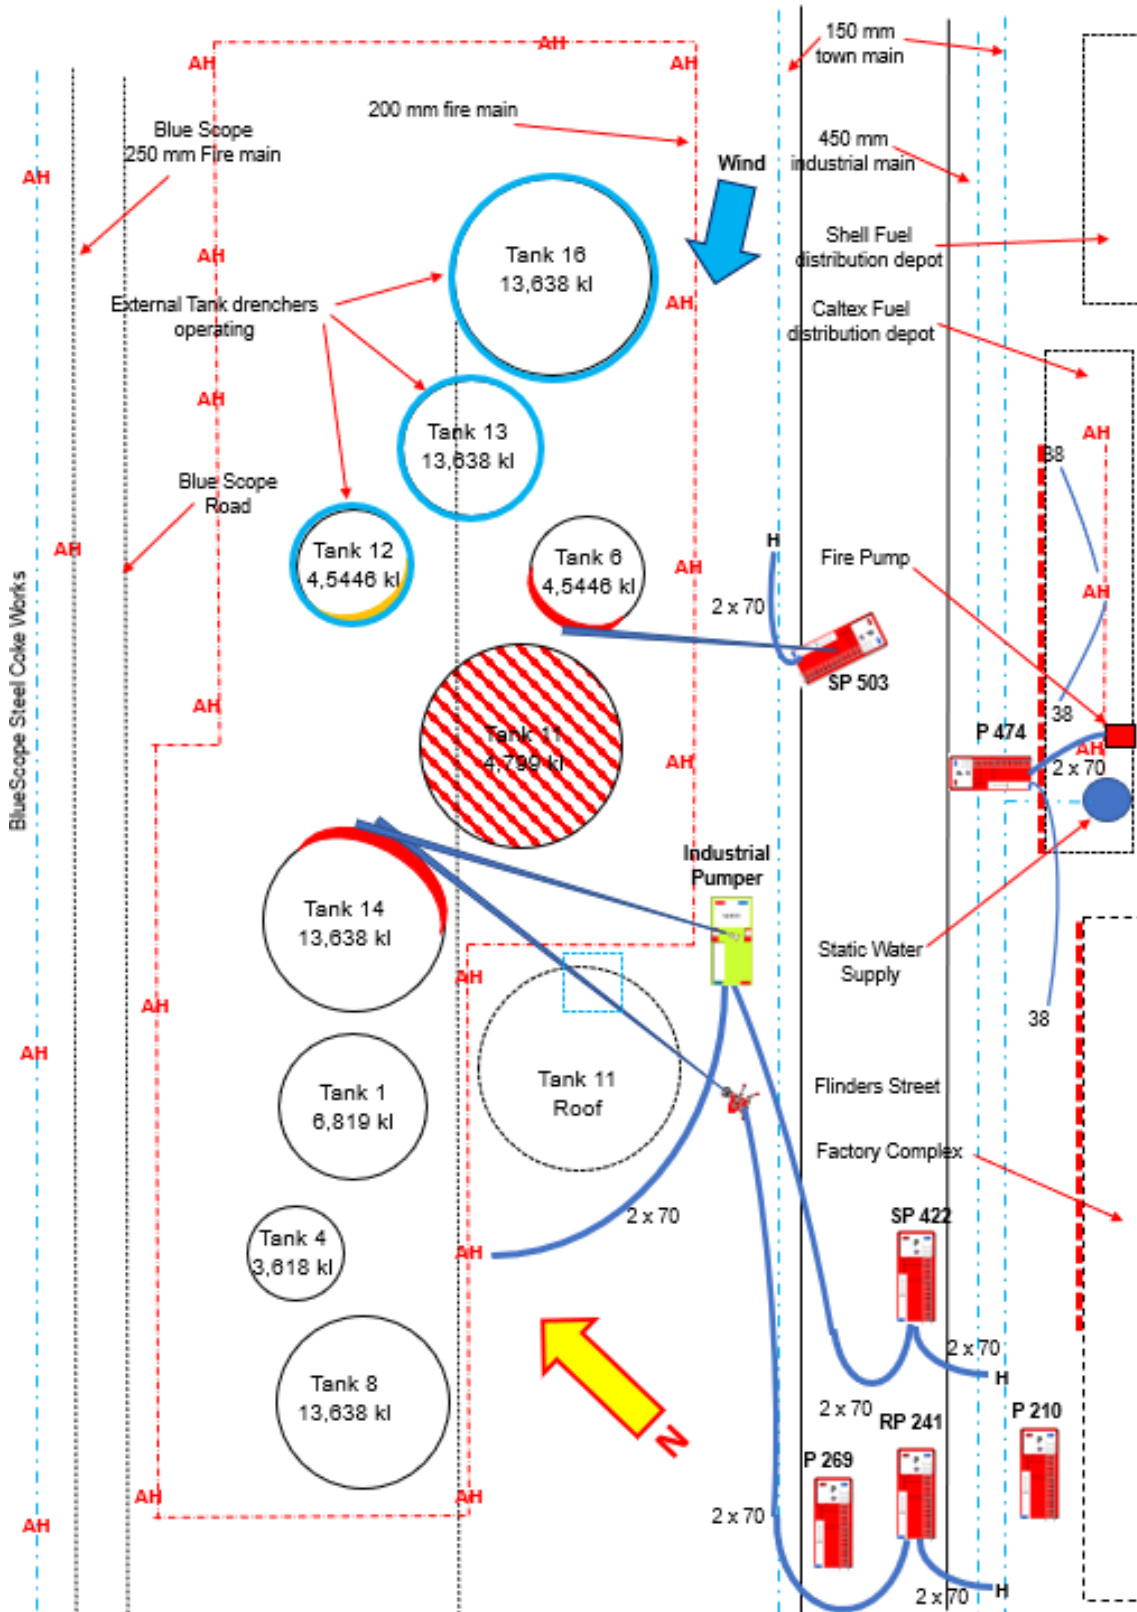 AH
AH
AH
150 mm
town main
200 mm fire main
Blue Scope
250 mm Fire main
450 mm
industrial main
Wind
AH
Tank 16
13,638 kl
Shell Fuel
distribution depot
AH
External Tank drenchers
operating
AH
Caltex Fuel
distribution depot
AH
Tank 13
13,638 kl
AH
38
Blue Scope
Road
AH
Tank 12
4,5446 kl
Tank 6
4,5446 kl
AH
H
2 x 70
Fire Pump
AH
SP 503
BlueScope Steel Coke Works
AH
Tank 11
4,799 kl
AH
38
P 474
AH
2 x 70
Industrial
Pumper
Tank 14
13,638 kl
Static Water
Supply
AH
AH
38
AH
Tank 11
Roof
Tank 1
6,819 kl
Flinders Street
Factory Complex
2 x 70
SP 422
Tank 4
3,618 kl
AH
2 x 70
H
Tank 8
13,638 kl
2 x 70
RP 241
P 210
N
P 269
AH
AH
2 x 70
AH
2 x 70
H